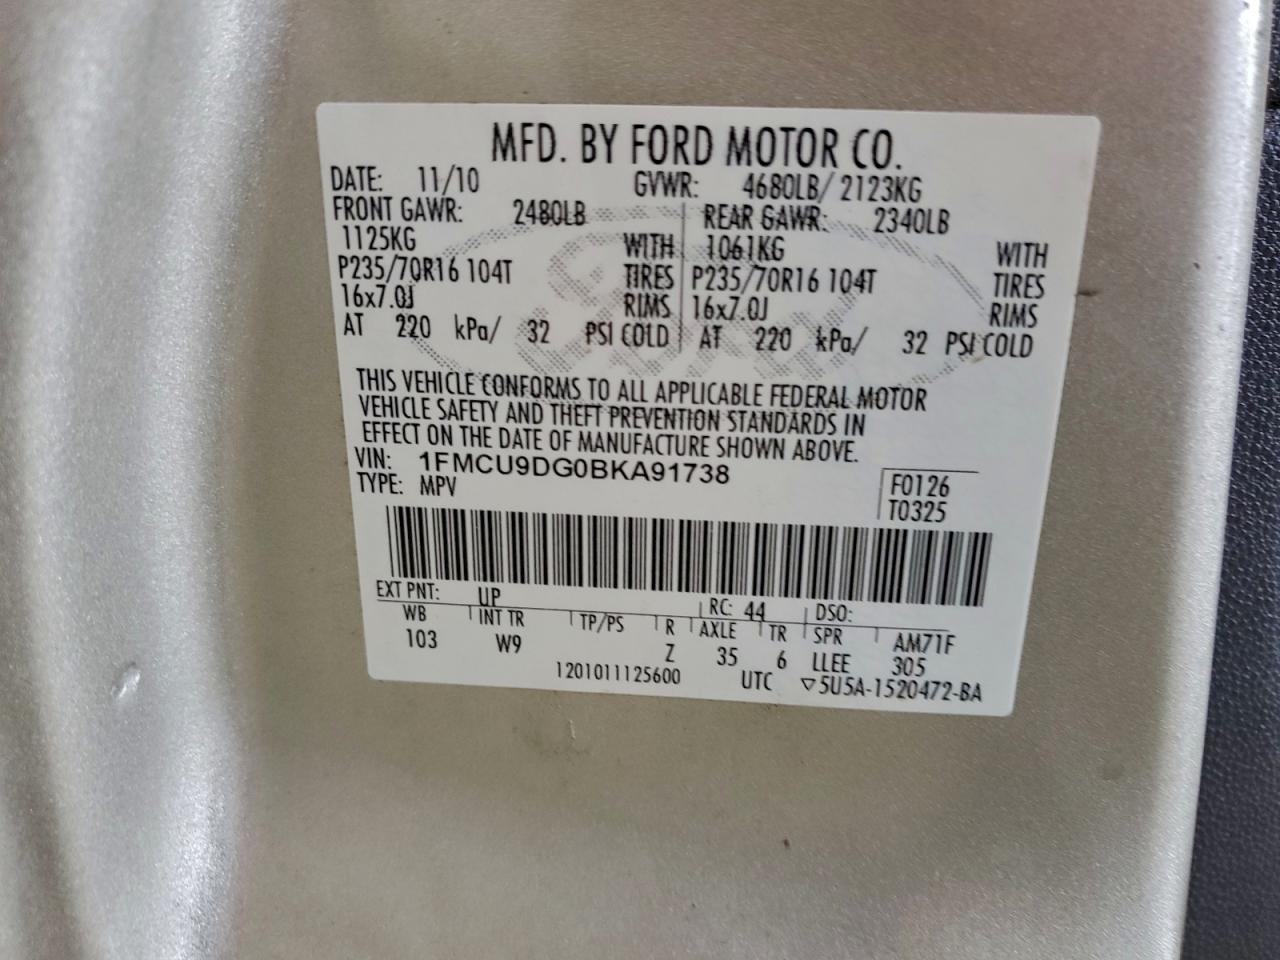 MFD. BY FORD MOTOR CO.
DATE: 11/10 GVWR: 4680LB/ 2123KG
FRONT GAWR: 2480LB REAR GAWR: 2340LB
1125KG WITH 1061KG WITH
P235/70R16 104T TIRES P235/70R16 104T TIRES
16x7.0J RIMS 16x7.0J RIMS
AT 220 kPa/ 32 PSI COLD AT 220 kPa/ 32 PSI COLD
Ford
THIS VEHICLE CONFORMS TO ALL APPLICABLE FEDERAL MOTOR
VEHICLE SAFETY AND THEFT PREVENTION STANDARDS IN
EFFECT ON THE DATE OF MANUFACTURE SHOWN ABOVE.
VIN: 1FMCU9DG0BKA91738 F0126
TYPE: MPV T0325
EXT PNT: UP RC: 44 DSO:
WB INT TR TP/PS R AXLE TR SPR AM71F
103 W9 Z 35 6 LLEE 305
1201011125600 UTC ▽5U5A-1520472-BA